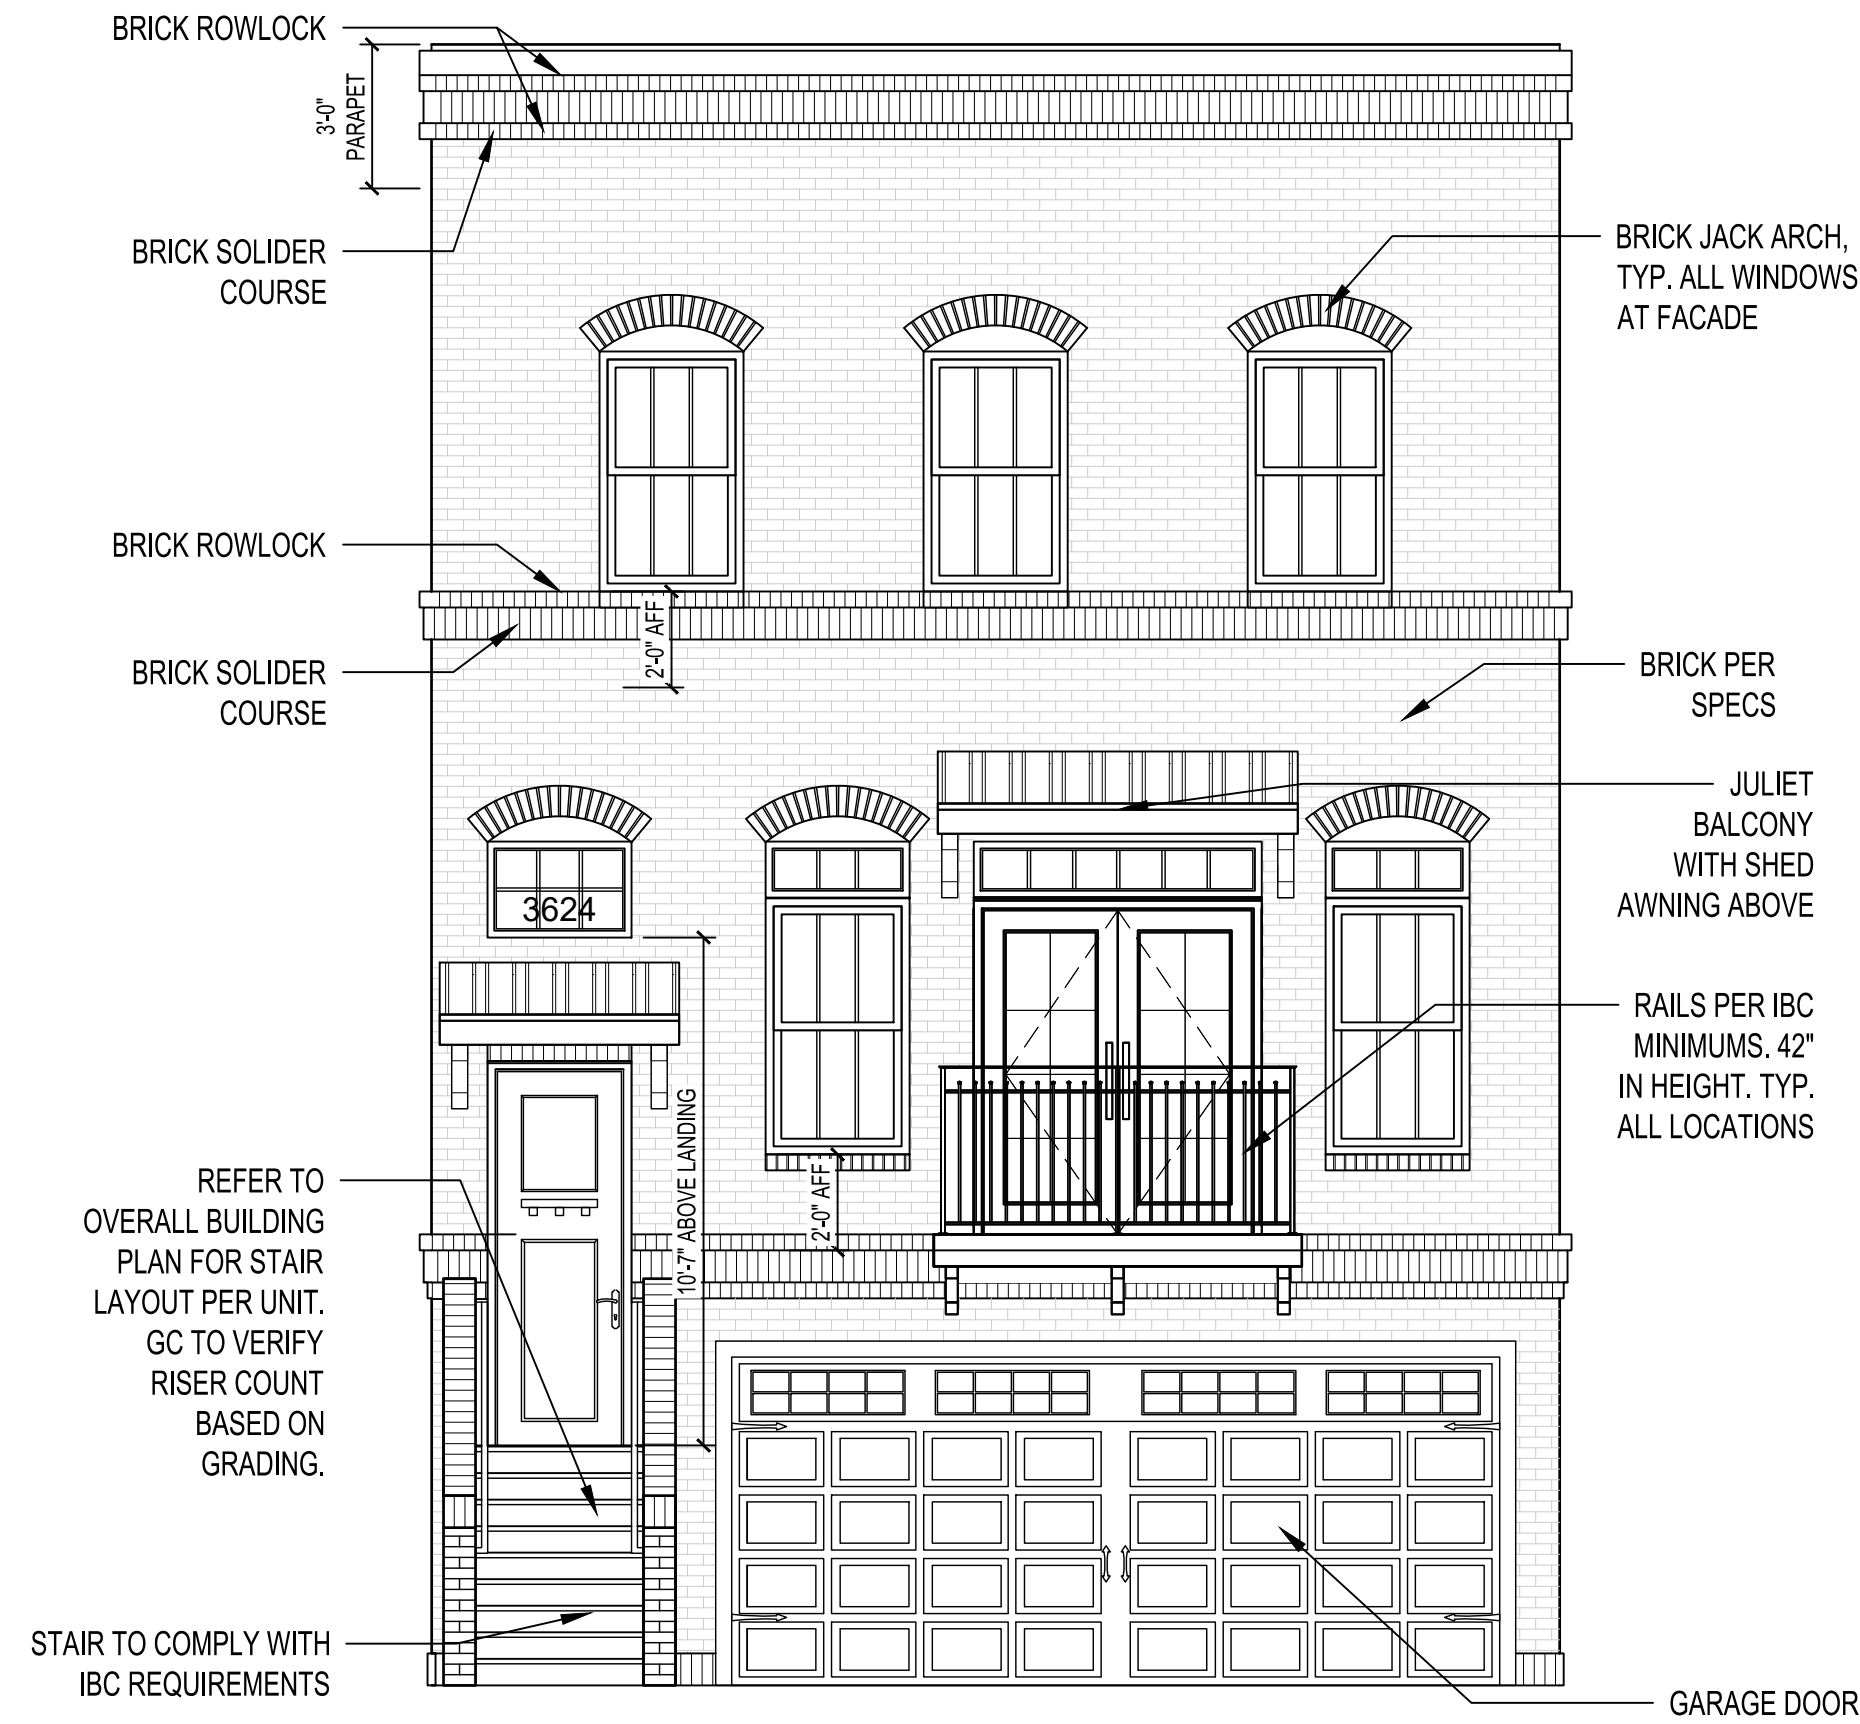 BRICK ROWLOCK
3'-0"
PARAPET
BRICK SOLIDER
COURSE
BRICK JACK ARCH,
TYP. ALL WINDOWS
AT FACADE
BRICK ROWLOCK
2'-0" AFF
BRICK SOLIDER
COURSE
BRICK PER
SPECS
JULIET
BALCONY
WITH SHED
AWNING ABOVE
3624
RAILS PER IBC
MINIMUMS. 42"
IN HEIGHT. TYP.
ALL LOCATIONS
10'-7" ABOVE LANDING
2'-0" AFF
REFER TO
OVERALL BUILDING
PLAN FOR STAIR
LAYOUT PER UNIT.
GC TO VERIFY
RISER COUNT
BASED ON
GRADING.
STAIR TO COMPLY WITH
IBC REQUIREMENTS
GARAGE DOOR